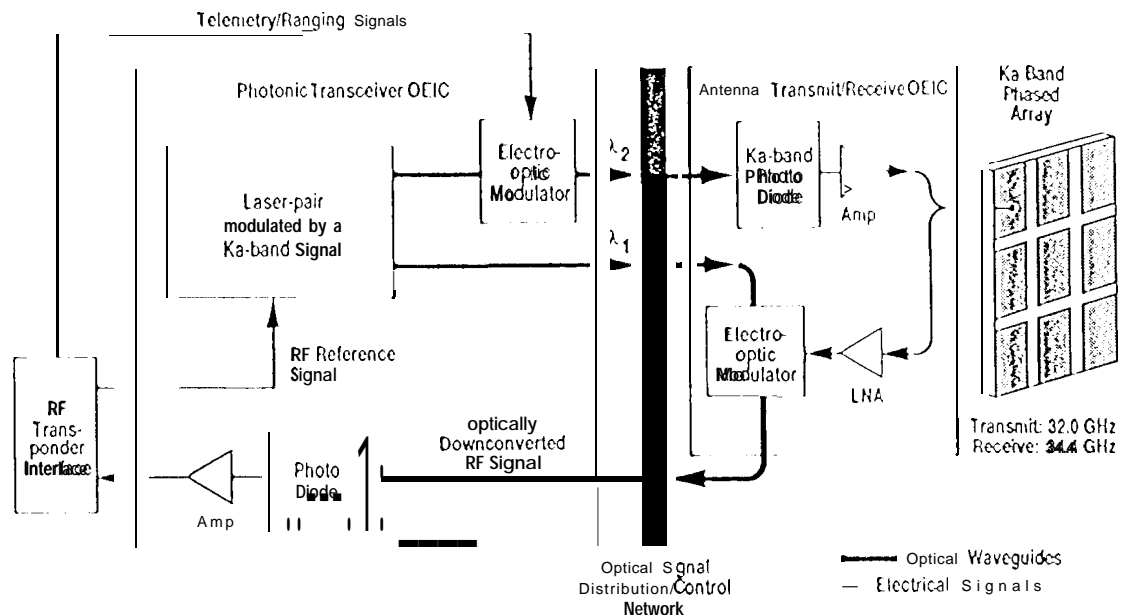 Telemetry/Ranging Signals
Photonic Transceiver OEIC
Antenna Transmit/Receive OEIC
Ka Band
Phased
Array
Electro-
optic
Modulator
λ2
Ka-band
Photo
Diode
Amp
Laser-pair
modulated by a
Ka-band Signal
λ1
RF Reference
Signal
Electro-
optic
Modulator
LNA
RF
Trans-
ponder
Interface
optically
Downconverted
RF Signal
Photo
Diode
Amp
Transmit: 32.0 GHz
Receive: 34.4 GHz
Optical Signal
Distribution/Control
Network
Optical Waveguides
Electrical Signals